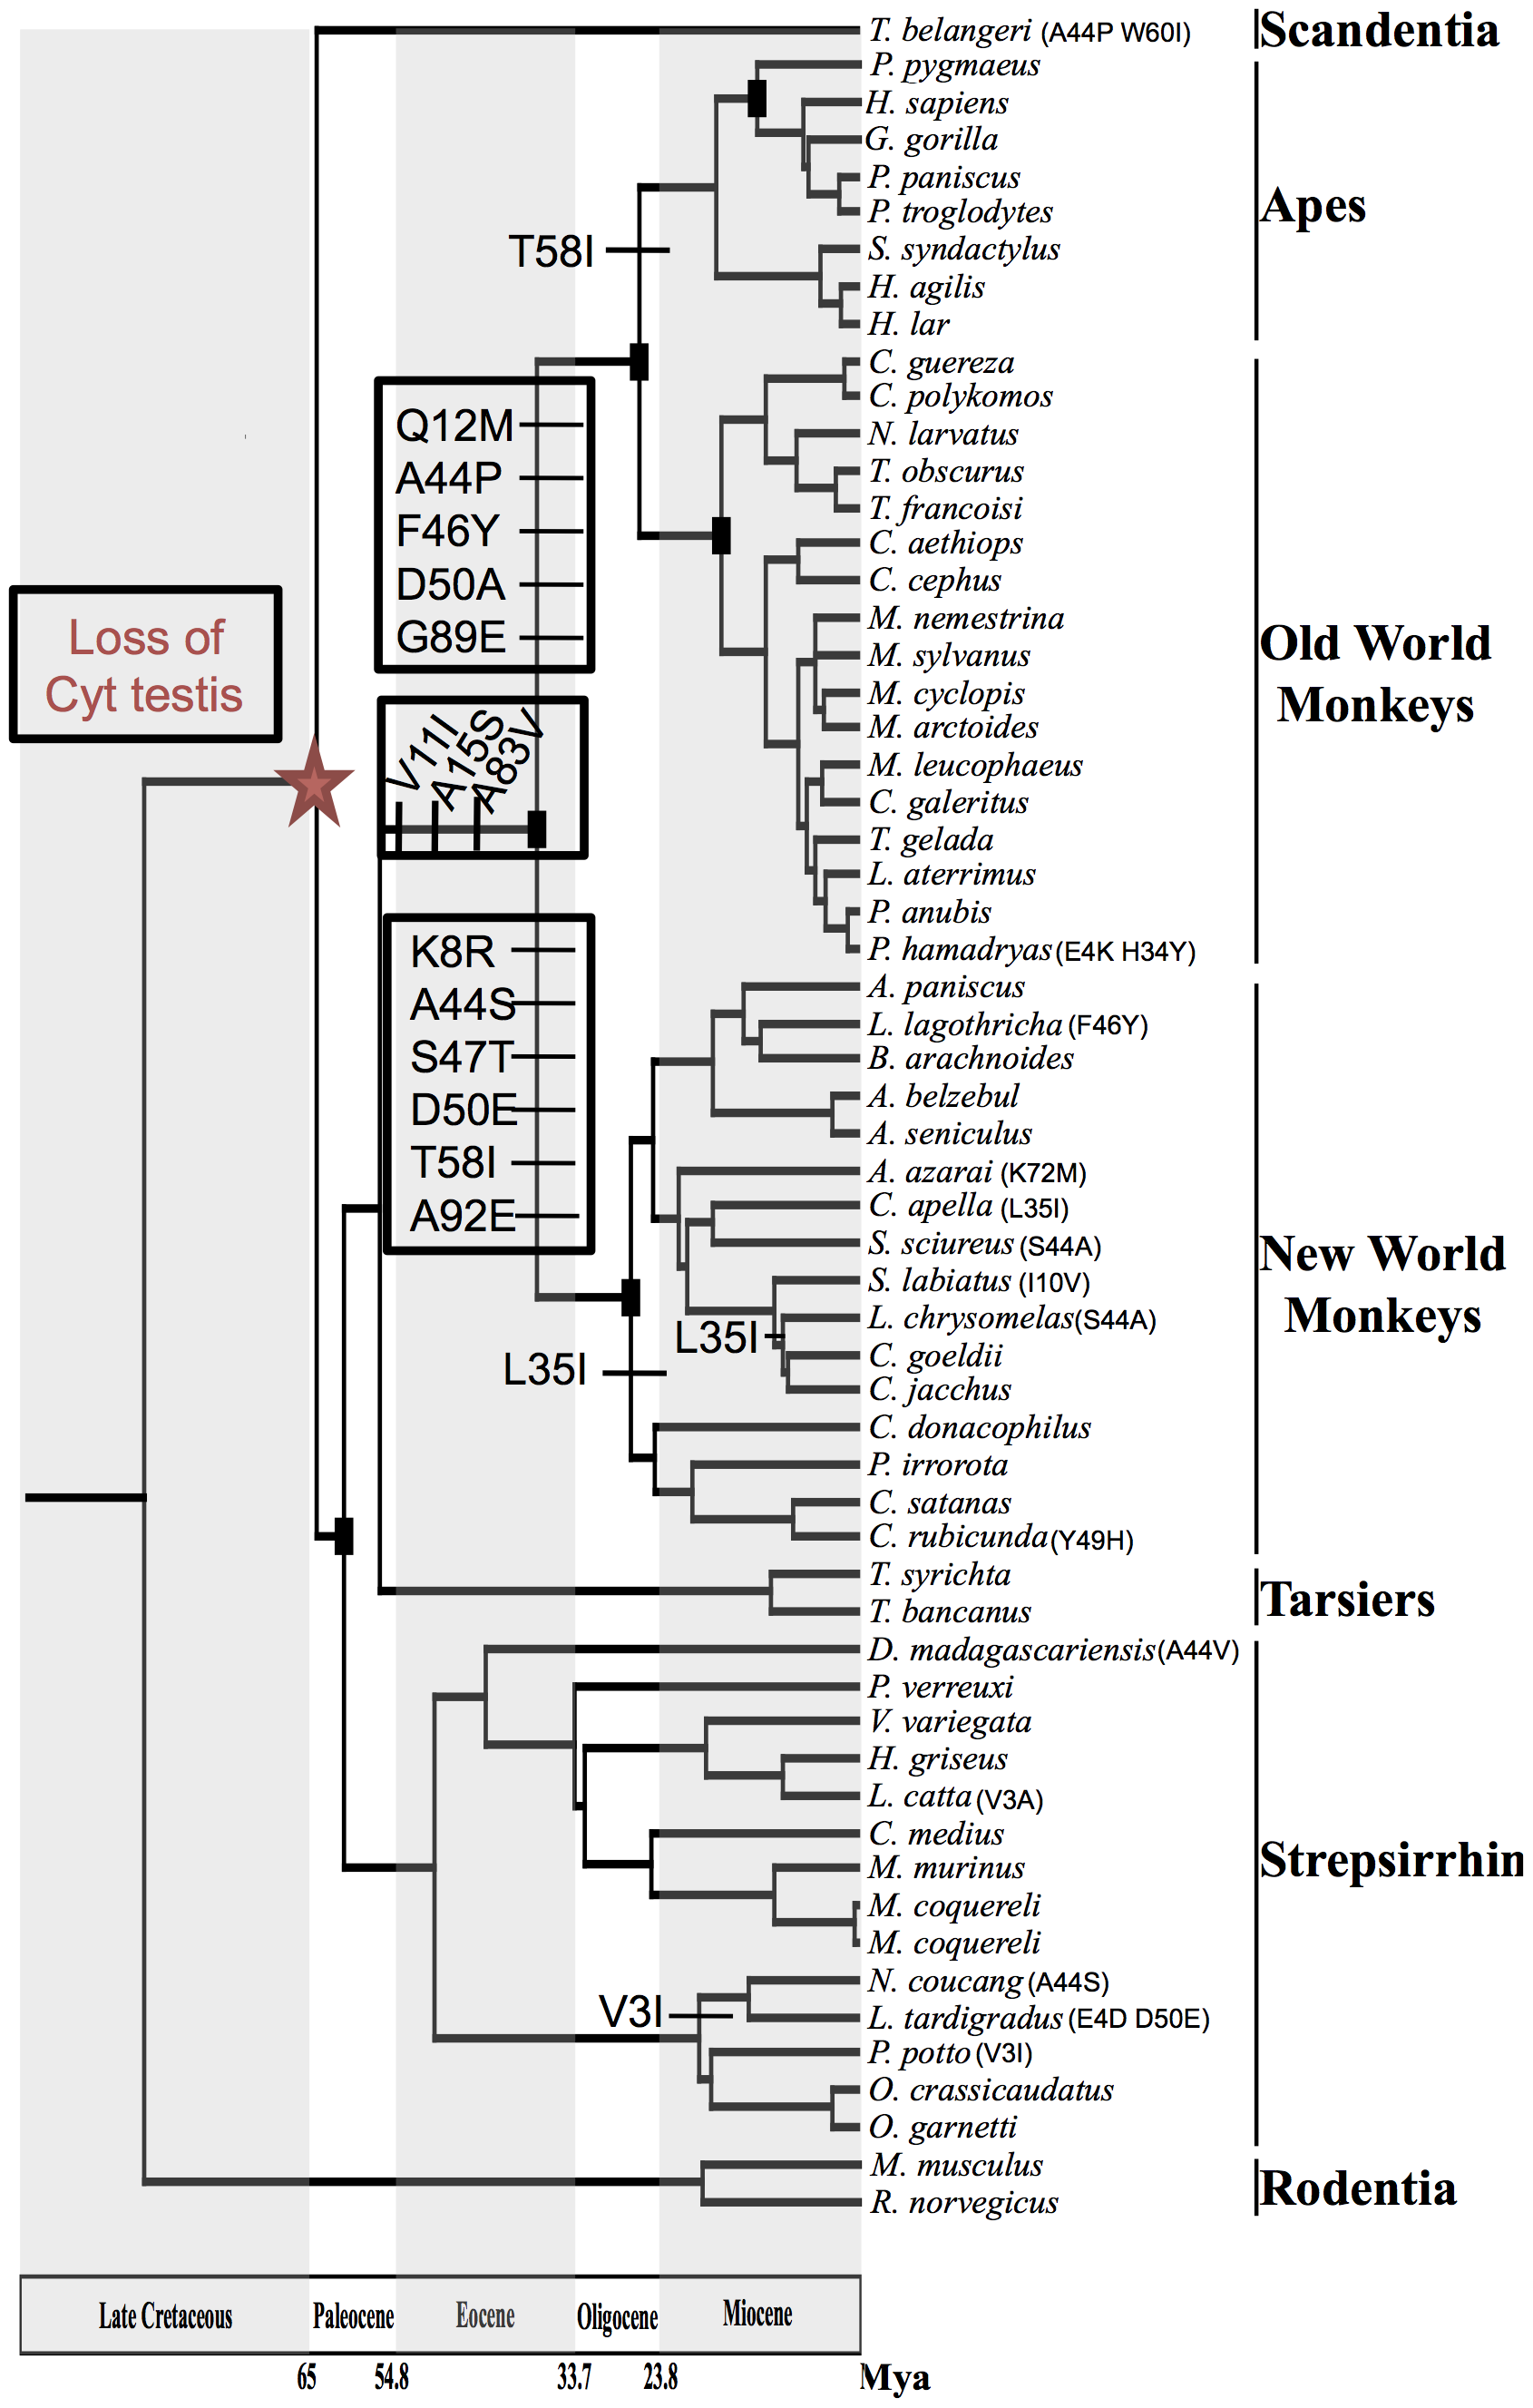 T. belangeri (A44P W60I)
Scandentia
P. pygmaeus
H. sapiens
G. gorilla
P. paniscus
P. troglodytes
S. syndactylus
H. agilis
H. lar
Apes
T58I
C. guereza
C. polykomos
N. larvatus
T. obscurus
T. francoisi
C. aethiops
C. cephus
M. nemestrina
M. sylvanus
M. cyclopis
M. arctoides
M. leucophaeus
C. galeritus
T. gelada
L. aterrimus
P. anubis
P. hamadryas (E4K H34Y)
Old World
Monkeys
Q12M
A44P
F46Y
D50A
G89E
Loss of
Cyt testis
V11I
A15S
A83V
K8R
A44S
S47T
D50E
T58I
A92E
A. paniscus
L. lagothricha (F46Y)
B. arachnoides
A. belzebul
A. seniculus
A. azarai (K72M)
C. apella (L35I)
S. sciureus (S44A)
S. labiatus (I10V)
L. chrysomelas (S44A)
C. goeldii
C. jacchus
C. donacophilus
P. irrorota
C. satanas
C. rubicunda (Y49H)
New World
Monkeys
L35I
L35I
T. syrichta
T. bancanus
Tarsiers
D. madagascariensis (A44V)
P. verreuxi
V. variegata
H. griseus
L. catta (V3A)
C. medius
M. murinus
M. coquereli
M. coquereli
N. coucang (A44S)
L. tardigradus (E4D D50E)
P. potto (V3I)
O. crassicaudatus
O. garnetti
Strepsirrhin
V3I
M. musculus
R. norvegicus
Rodentia
Late Cretaceous Paleocene Eocene Oligocene Miocene
65 54.8 33.7 23.8 Mya